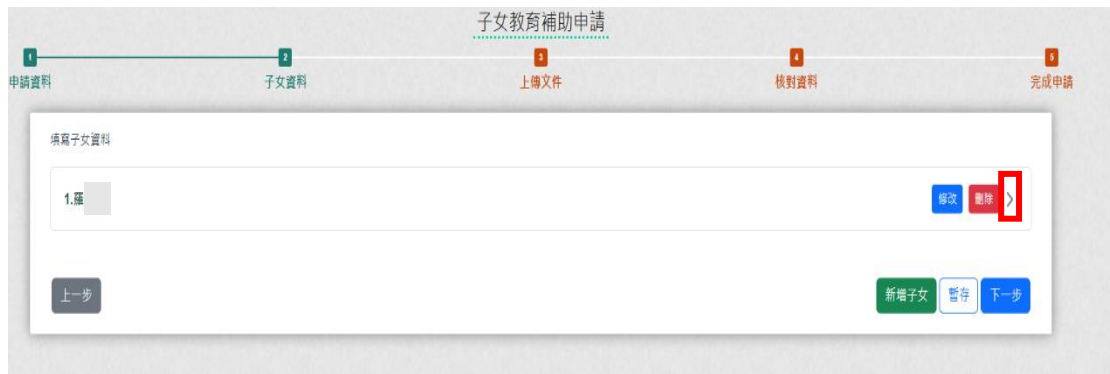 子女教育補助申請
1 2 3 4 5
申請資料 子女資料 上傳文件 核對資料 完成申請
填寫子女資料
1.羅 修改 刪除
上一步 新增子女 暫存 下一步